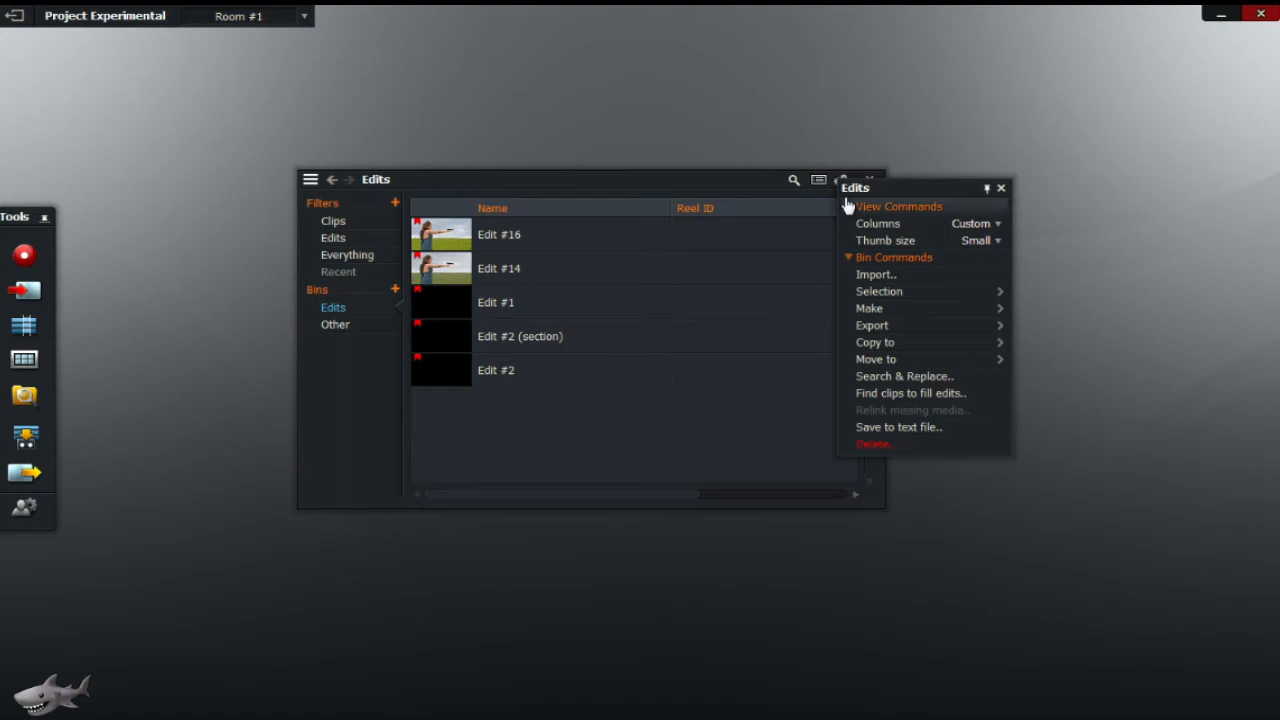 Project Experimental
Room #1
Tools
Edits
Filters
Clips
Edits
Everything
Recent
Bins
Edits
Other
Name
Reel ID
Edit #16
Edit #14
Edit #1
Edit #2 (section)
Edit #2
Edits
View Commands
Columns Custom
Thumb size Small
Bin Commands
Import..
Selection
Make
Export
Copy to
Move to
Search & Replace..
Find clips to fill edits..
Relink missing media..
Save to text file..
Delete..